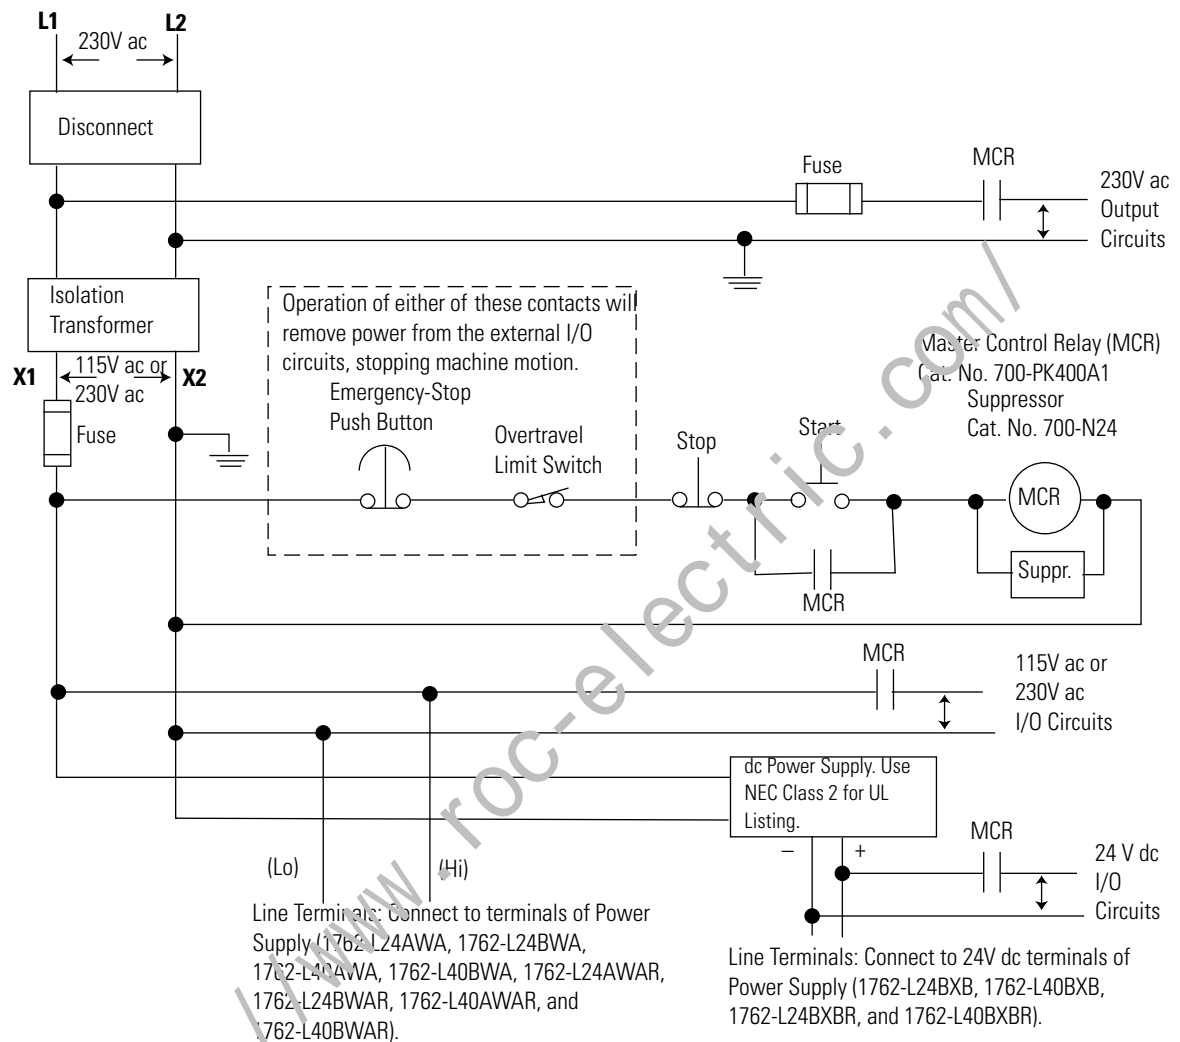 L1
L2
230V ac
Disconnect
Fuse
MCR
230V ac
Output
Circuits
Isolation
Transformer
Operation of either of these contacts will
remove power from the external I/O
circuits, stopping machine motion.
Emergency-Stop
Push Button
Overtravel
Limit Switch
X1
115V ac or
230V ac
X2
Fuse
Stop
Start
Master Control Relay (MCR)
Cat. No. 700-PK400A1
Suppressor
Cat. No. 700-N24
MCR
Suppr.
MCR
MCR
115V ac or
230V ac
I/O Circuits
dc Power Supply. Use
NEC Class 2 for UL
Listing.
– +
MCR
24 V dc
I/O
Circuits
(Lo)
(Hi)
Line Terminals: Connect to terminals of Power
Supply (1762-L24AWA, 1762-L24BWA,
1762-L40AWA, 1762-L40BWA, 1762-L24AWAR,
1762-L24BWAR, 1762-L40AWAR, and
1762-L40BWAR).
Line Terminals: Connect to 24V dc terminals of
Power Supply (1762-L24BXB, 1762-L40BXB,
1762-L24BXBR, and 1762-L40BXBR).
//www.roc-electric.com/